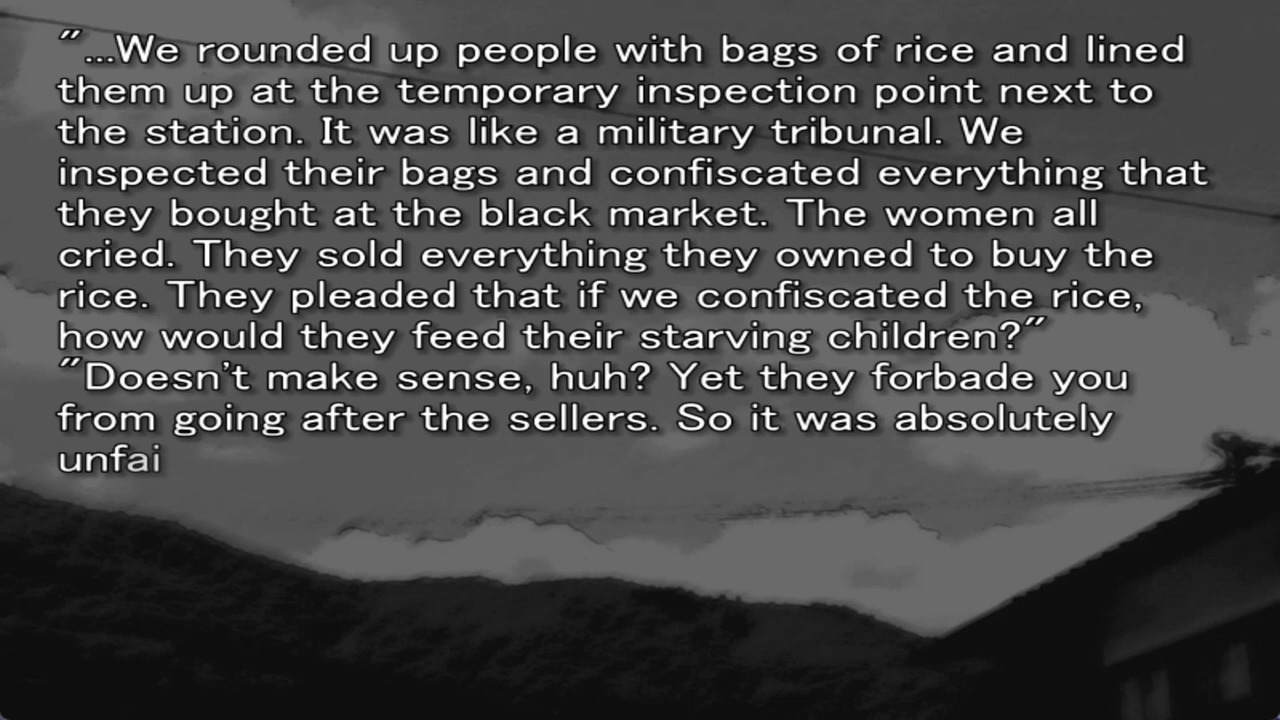 "...We rounded up people with bags of rice and lined
them up at the temporary inspection point next to
the station. It was like a military tribunal. We
inspected their bags and confiscated everything that
they bought at the black market. The women all
cried. They sold everything they owned to buy the
rice. They pleaded that if we confiscated the rice,
how would they feed their starving children?"
"Doesn't make sense, huh? Yet they forbade you
from going after the sellers. So it was absolutely
unfai